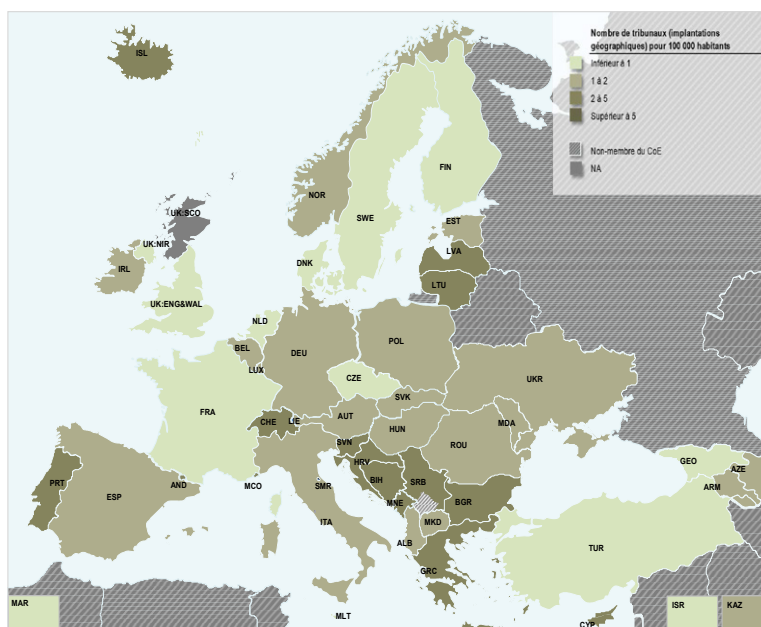 Nombre de tribunaux (implantations
géographiques) pour 100 000 habitants
Inférieur à 1
1 à 2
2 à 5
Supérieur à 5
Non-membre du CoE
NA
ISL
NOR
FIN
SWE
UK:SCO
EST
UK:NIR
LVA
DNK
IRL
LTU
UK:ENG&WAL
NLD
BEL
DEU
POL
LUX
CZE
UKR
SVK
FRA
AUT
MDA
CHE
LIE
HUN
ROU
SVN
HRV
GEO
AZE
PRT
AND
MCO
SMR
BIH
SRB
ARM
ESP
MNE
BGR
ITA
MKD
ALB
TUR
GRC
MAR
MLT
ISR
KAZ
CYP